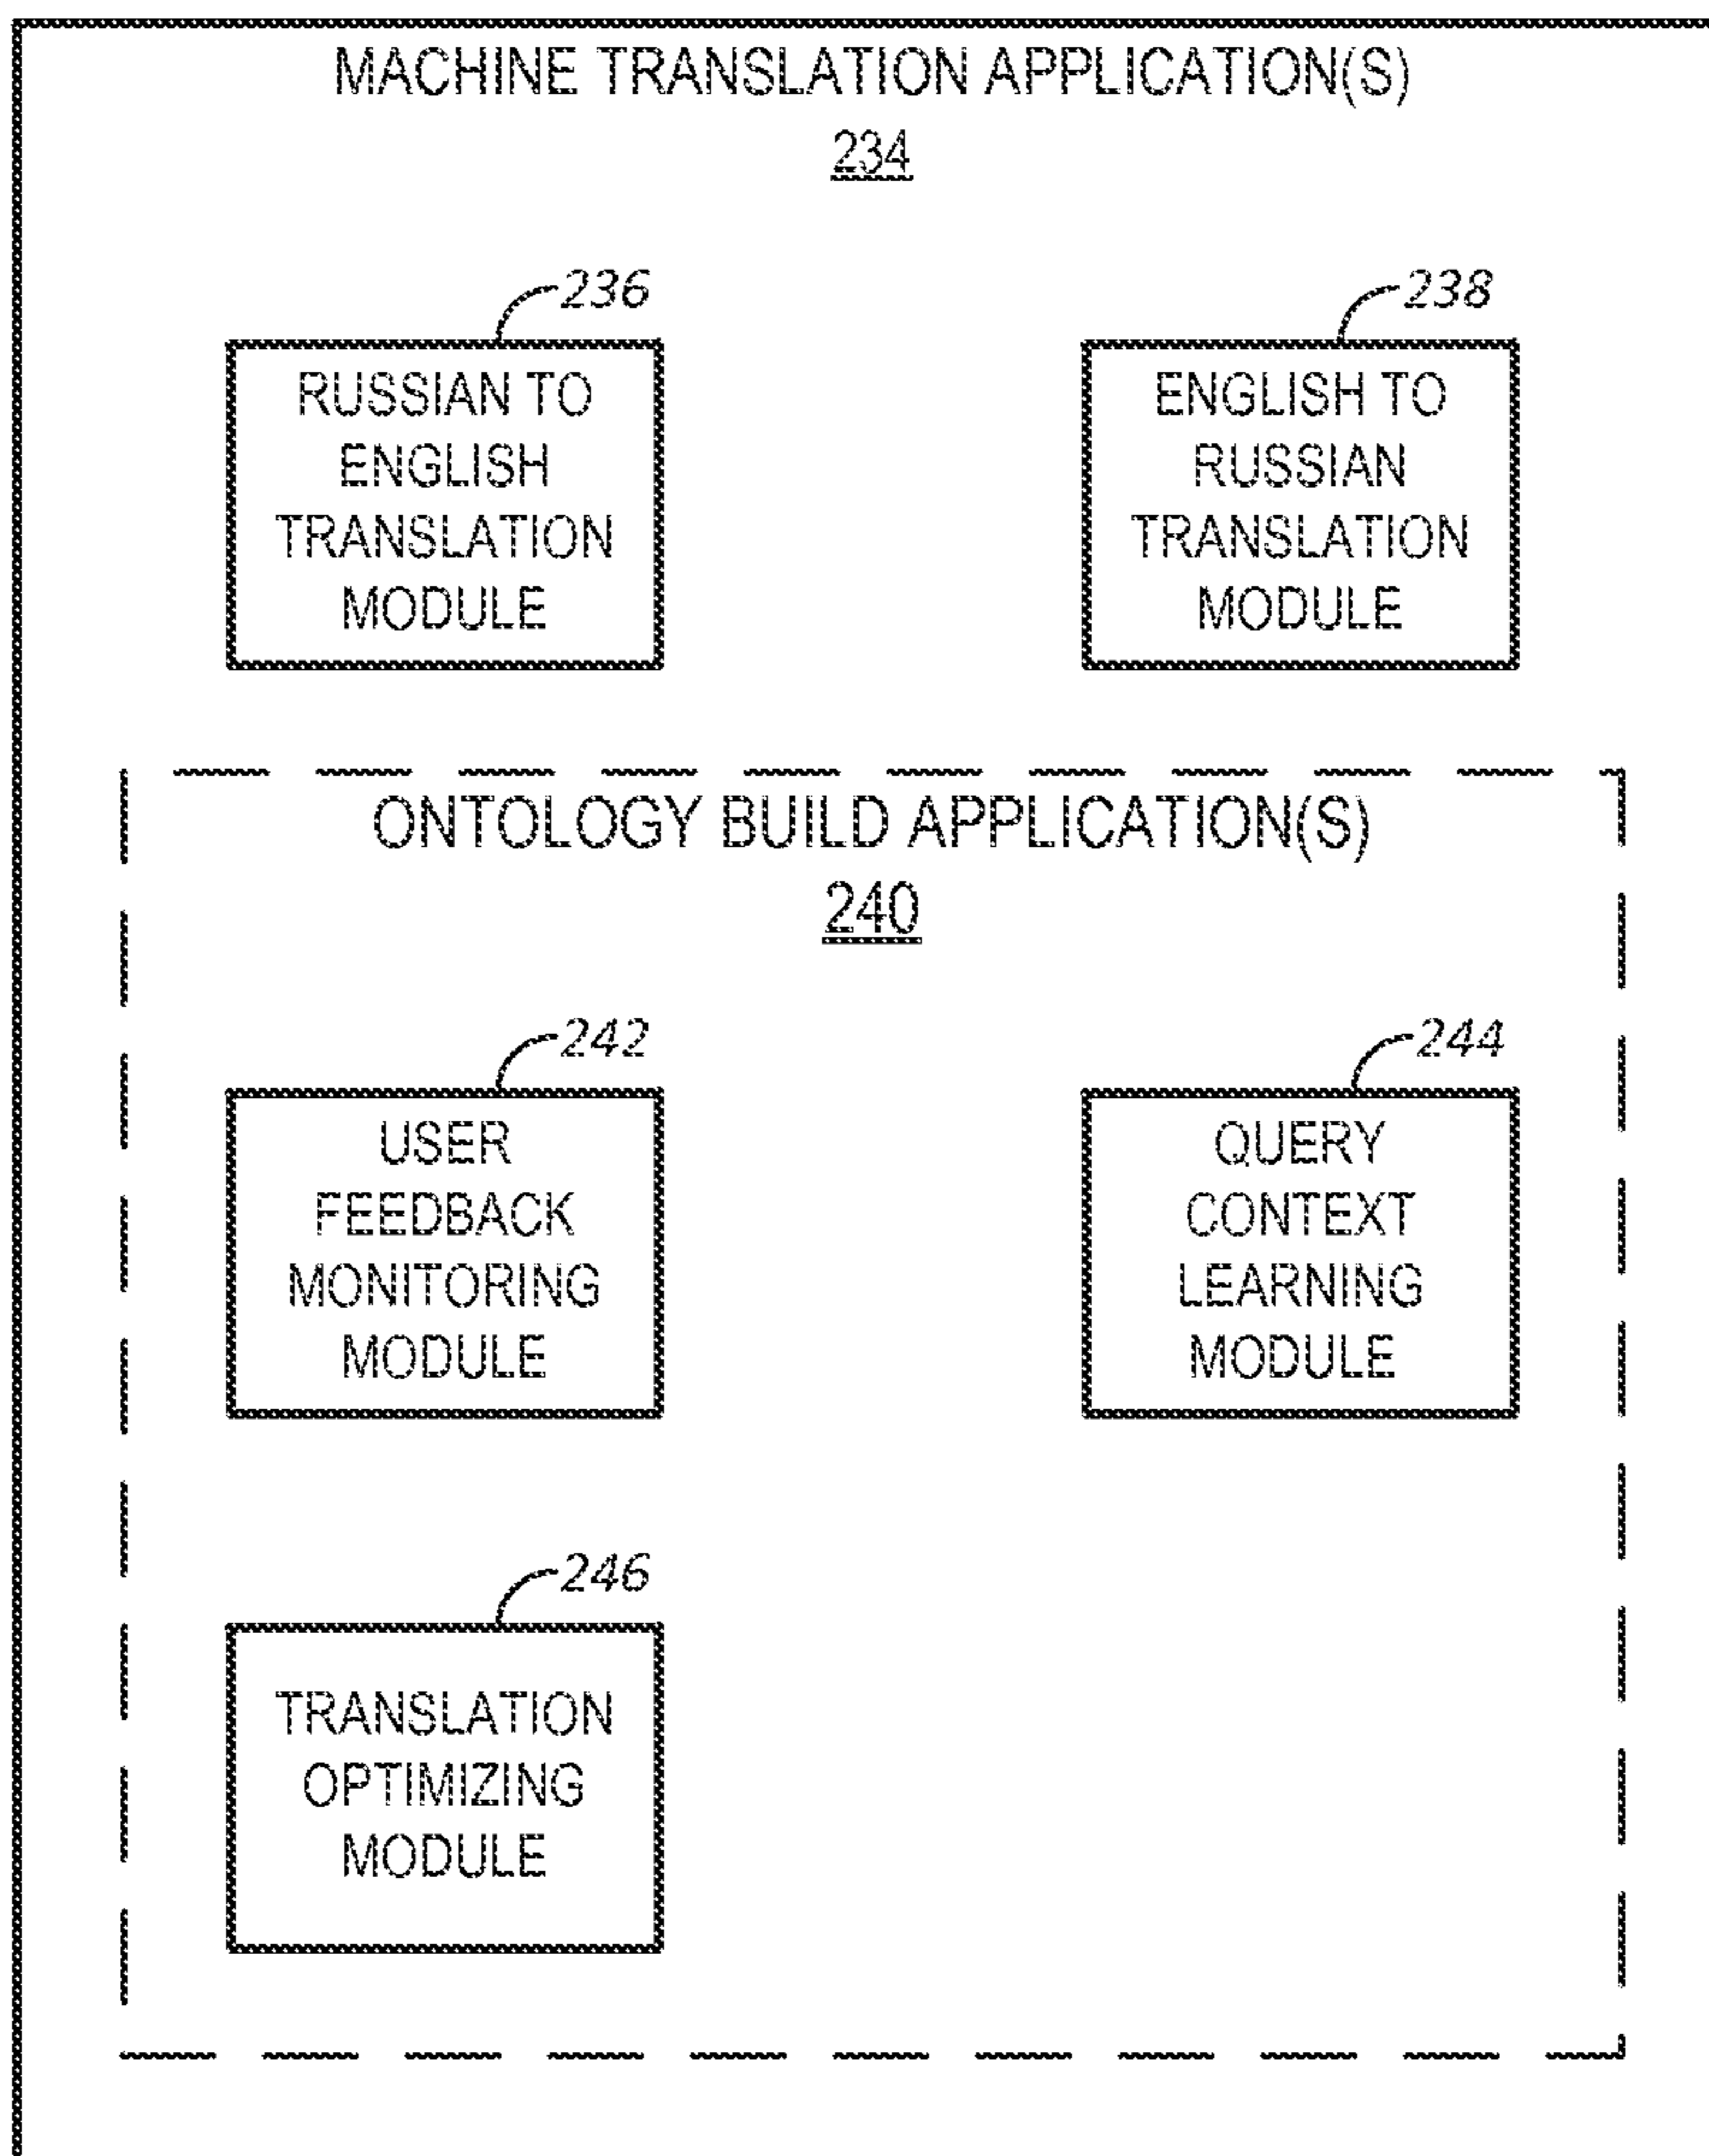 MACHINE TRANSLATION APPLICATION(S)
234
236
RUSSIAN TO
ENGLISH
TRANSLATION
MODULE
238
ENGLISH TO
RUSSIAN
TRANSLATION
MODULE
ONTOLOGY BUILD APPLICATION(S)
240
242
USER
FEEDBACK
MONITORING
MODULE
244
QUERY
CONTEXT
LEARNING
MODULE
246
TRANSLATION
OPTIMIZING
MODULE